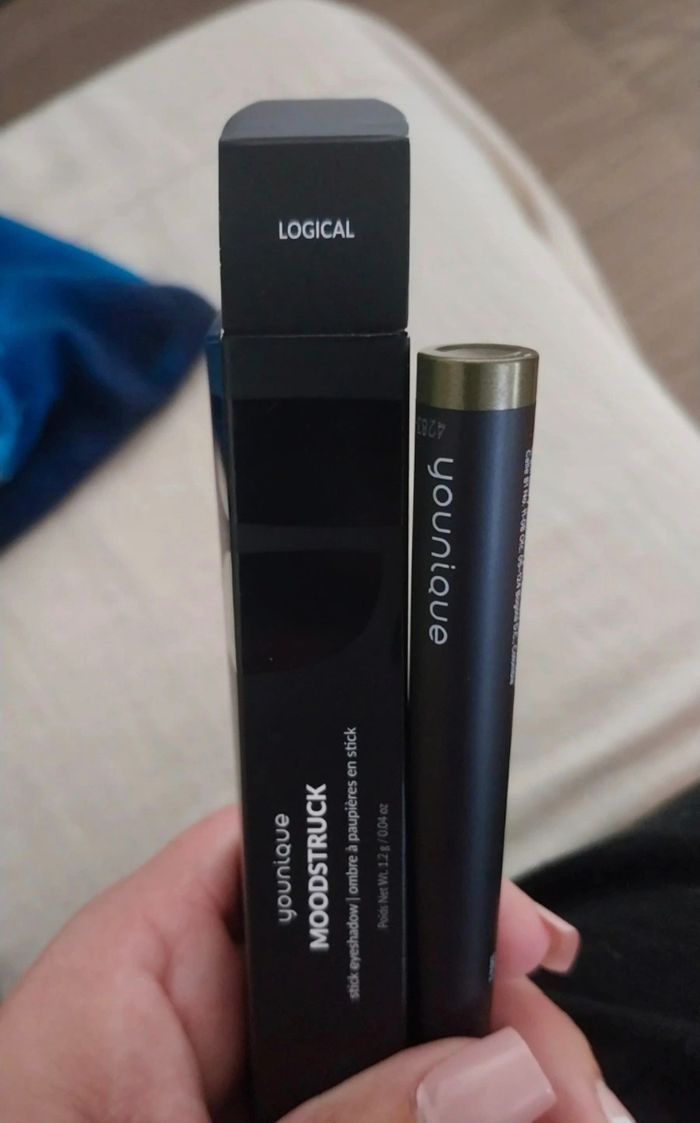 LOGICAL
younique
MOODSTRUCK
stick eyeshadow | ombre à paupières en stick
Poids Net Wt. 1.2 g / 0.04 oz
younique